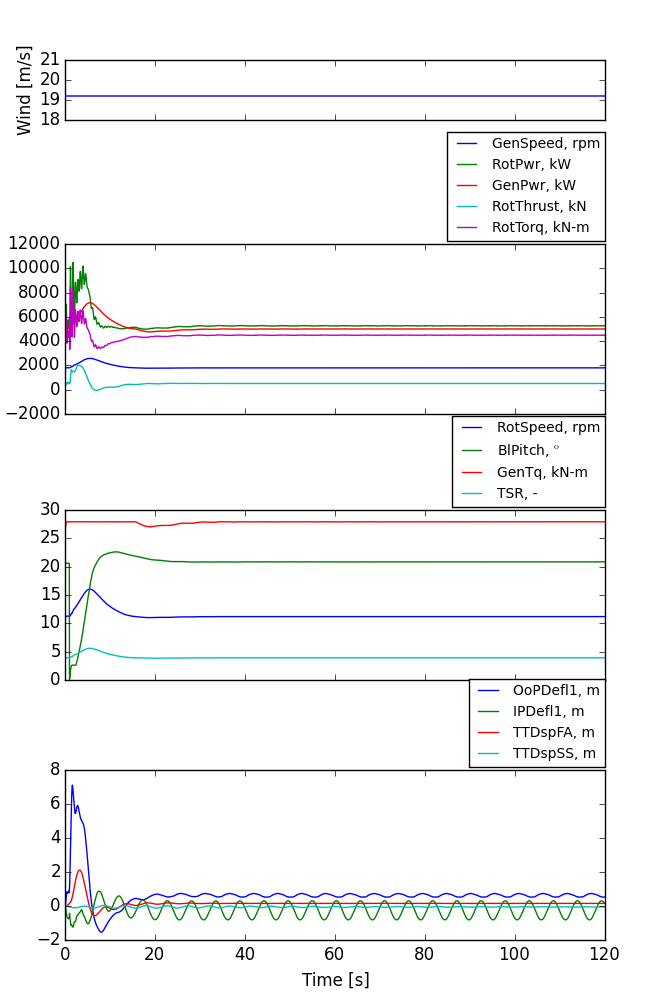 Wind [m/s]
21
20
19
18
GenSpeed, rpm
RotPwr, kW
GenPwr, kW
RotThrust, kN
RotTorq, kN-m
12000
10000
8000
6000
4000
2000
0
−2000
RotSpeed, rpm
BlPitch, °
GenTq, kN-m
TSR, -
30
25
20
15
10
5
0
OoPDefl1, m
IPDefl1, m
TTDspFA, m
TTDspSS, m
8
6
4
2
0
−2
0 20 40 60 80 100 120
Time [s]